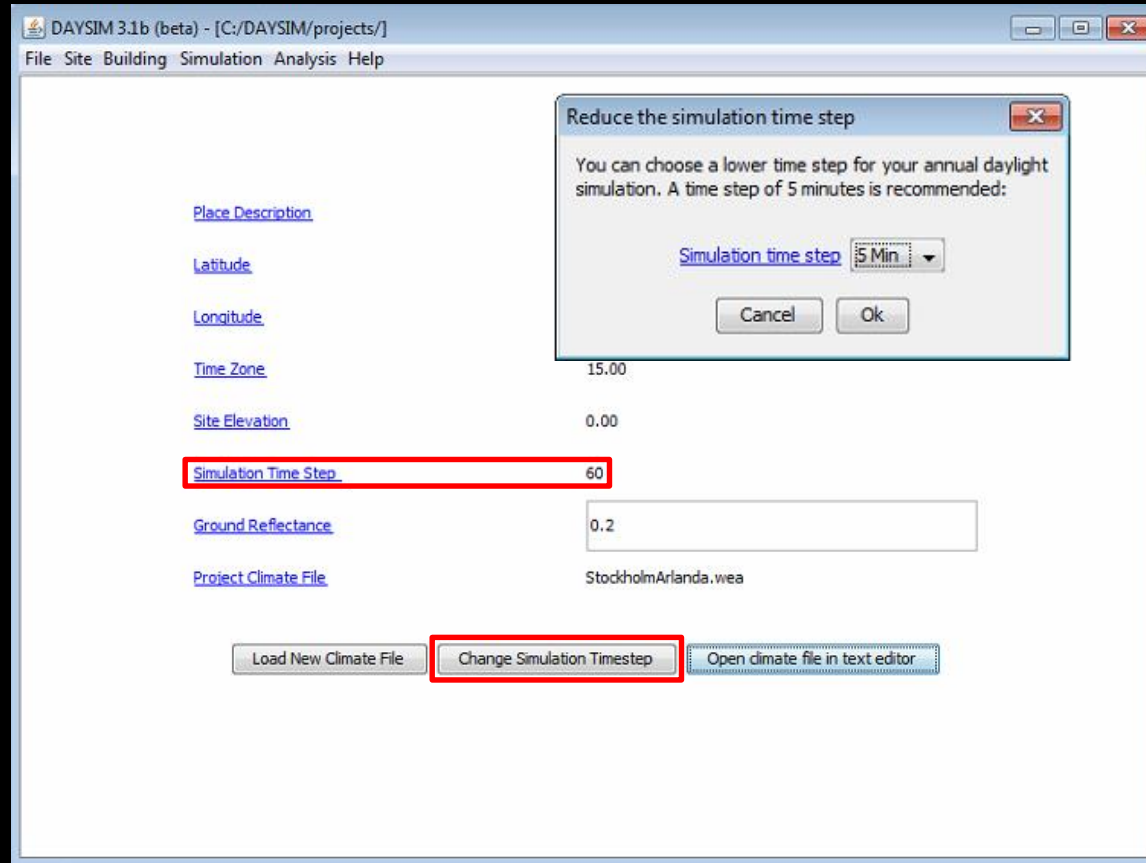 DAYSIM 3.1b (beta) - [C:/DAYSIM/projects/]
File Site Building Simulation Analysis Help
Reduce the simulation time step
You can choose a lower time step for your annual daylight
simulation. A time step of 5 minutes is recommended:
Simulation time step 5 Min
Cancel Ok
Place Description
Latitude
Longitude
Time Zone 15.00
Site Elevation 0.00
Simulation Time Step 60
Ground Reflectance 0.2
Project Climate File StockholmArlanda.wea
Load New Climate File Change Simulation Timestep Open climate file in text editor